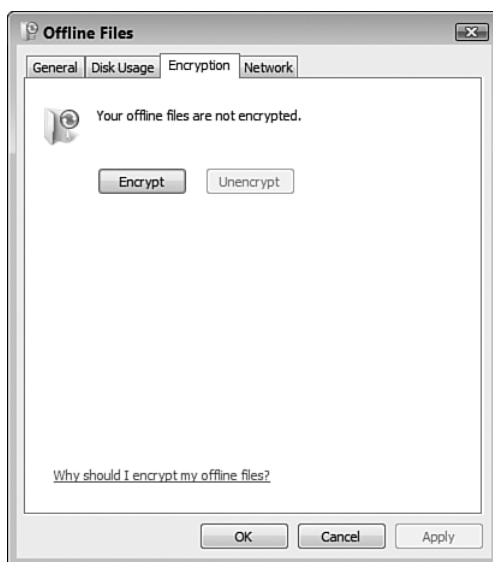 Offline Files
General Disk Usage Encryption Network
Your offline files are not encrypted.
Encrypt Unencrypt
Why should I encrypt my offline files?
OK Cancel Apply